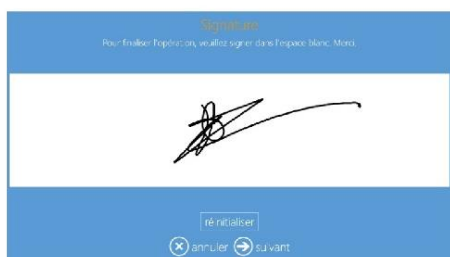 Signature
Pour finaliser l'opération, veuillez signer dans l'espace blanc. Merci.
réinitialiser
annuler suivant